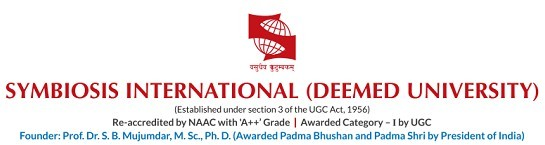 वसुधैव कुटुम्बकम्
SYMBIOSIS INTERNATIONAL (DEEMED UNIVERSITY)
(Established under section 3 of the UGC Act, 1956)
Re-accredited by NAAC with ‘A++’ Grade | Awarded Category – I by UGC
Founder: Prof. Dr. S. B. Mujumdar, M. Sc., Ph. D. (Awarded Padma Bhushan and Padma Shri by President of India)